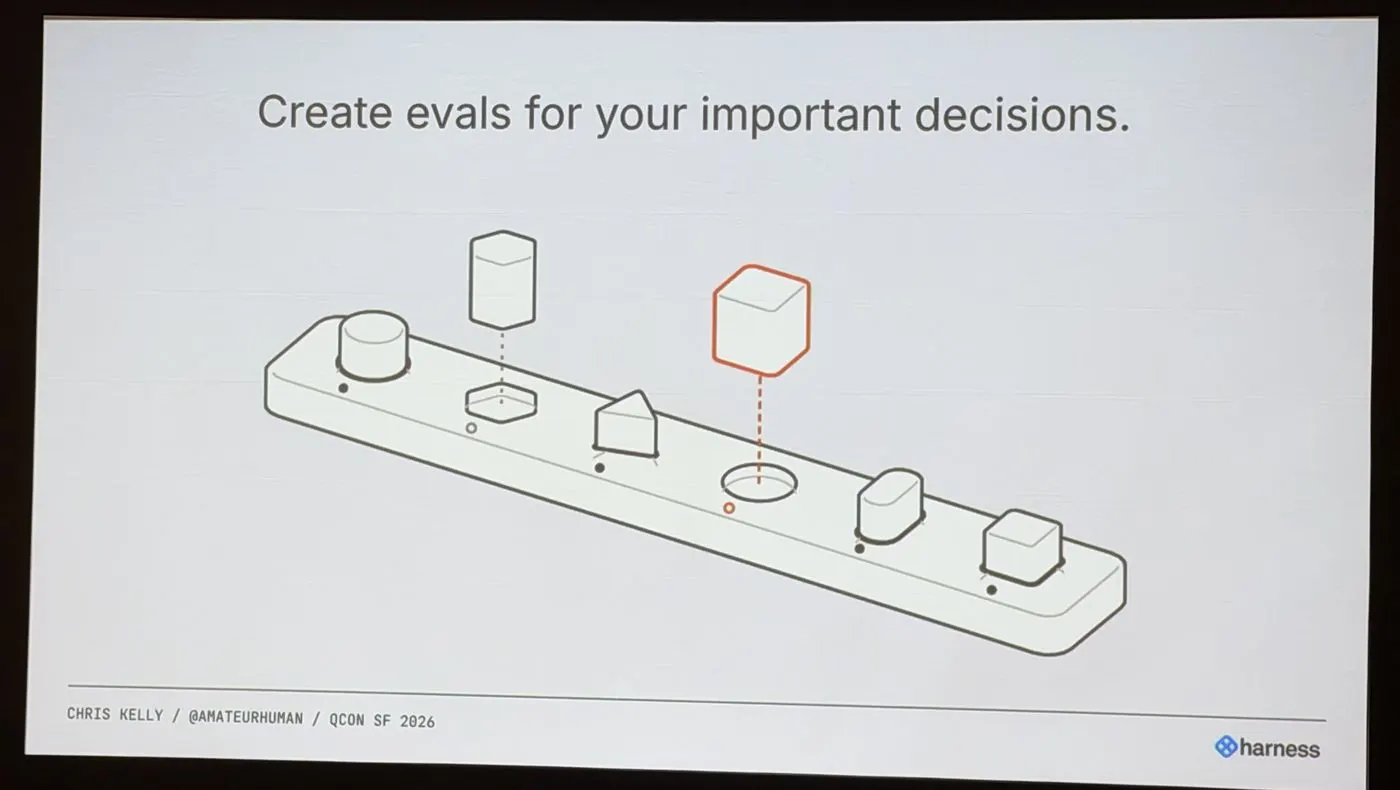 Create evals for your important decisions.
CHRIS KELLY / @AMATEURHUMAN / QCON SF 2026
harness